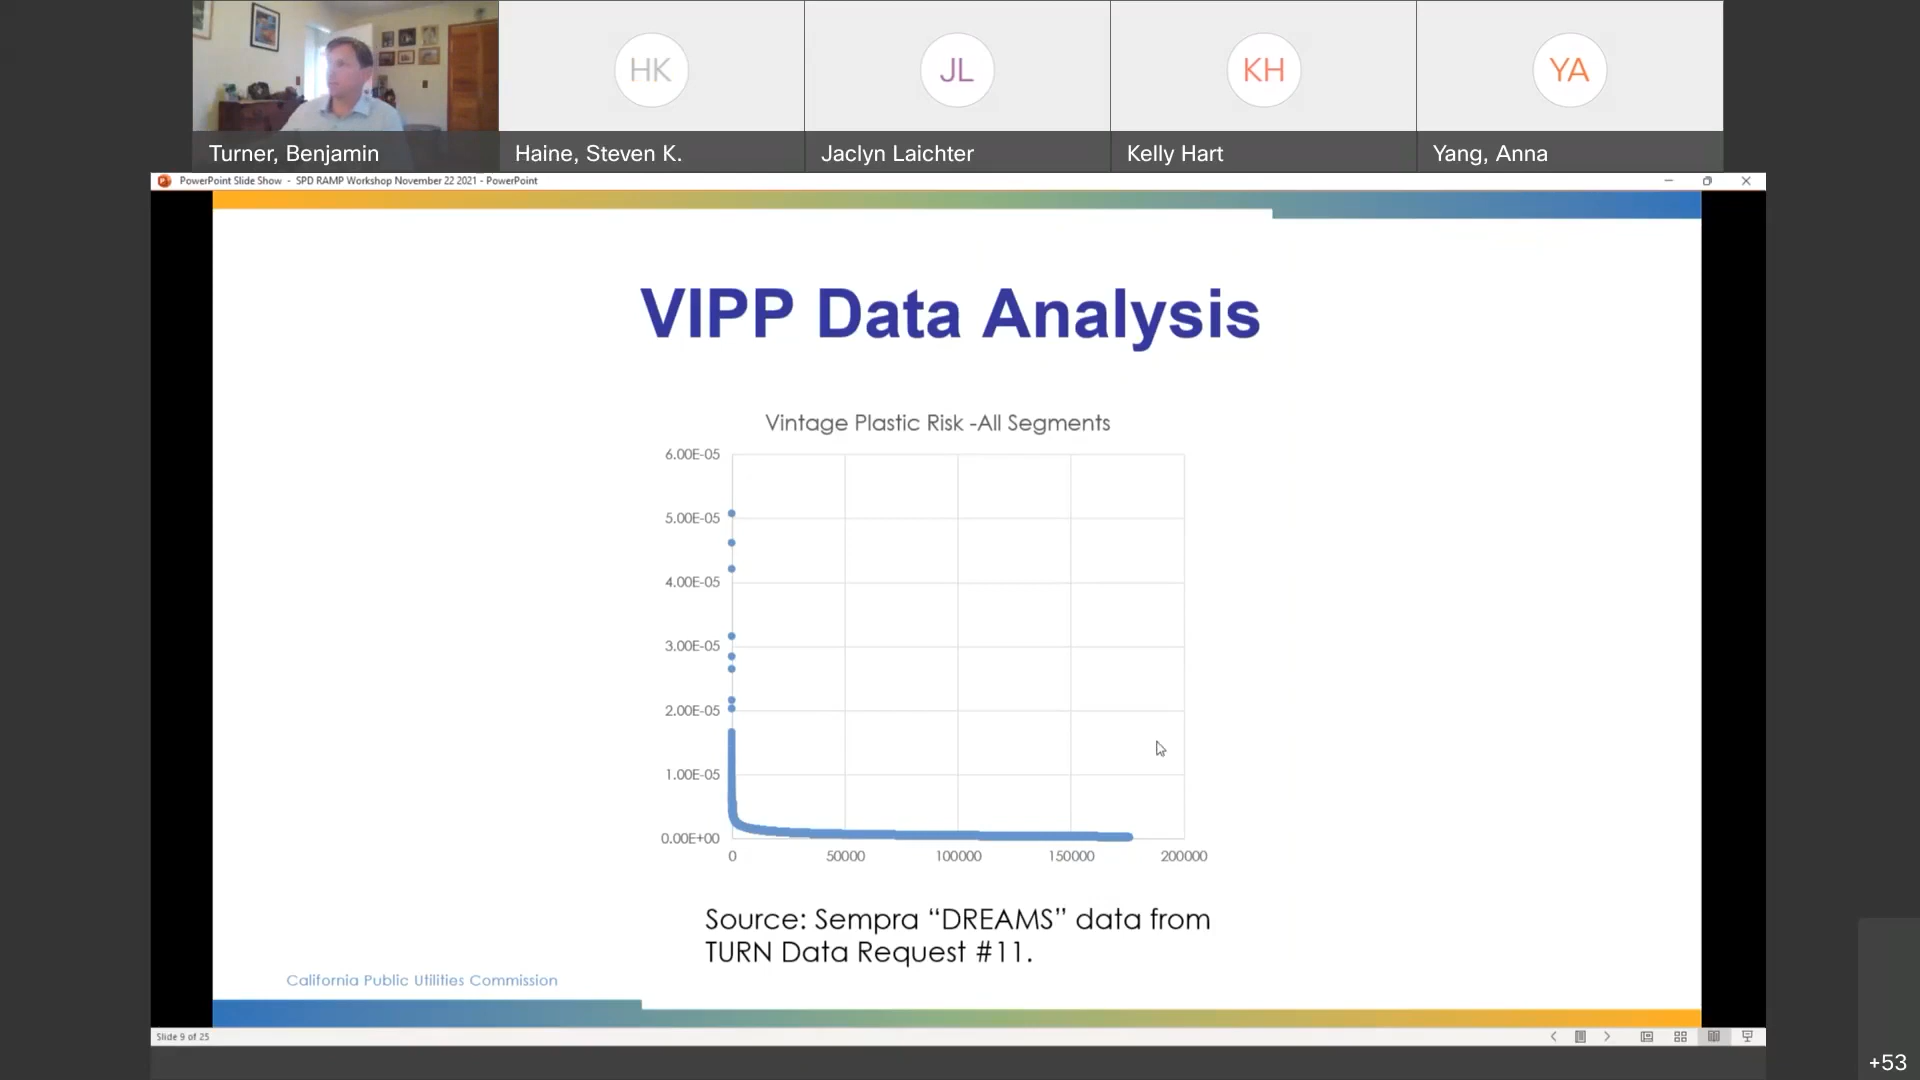 HK
JL
KH
YA
Turner, Benjamin
Haine, Steven K.
Jaclyn Laichter
Kelly Hart
Yang, Anna
PowerPoint Slide Show - SPD RAMP Workshop November 22 2021 - PowerPoint
VIPP Data Analysis
Vintage Plastic Risk -All Segments
6.00E-05
5.00E-05
4.00E-05
3.00E-05
2.00E-05
1.00E-05
0.00E+00
0 50000 100000 150000 200000
Source: Sempra “DREAMS” data from
TURN Data Request #11.
California Public Utilities Commission
Slide 9 of 25
+53